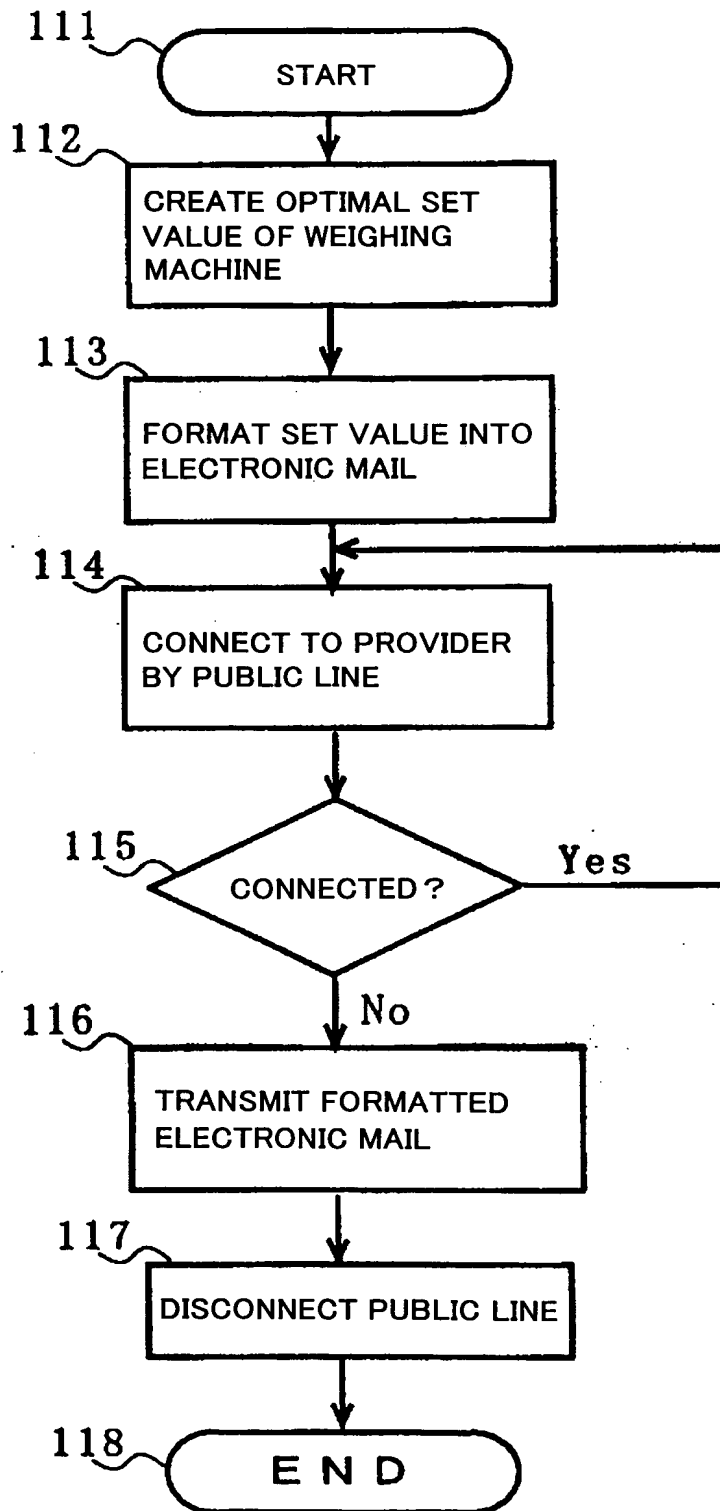 111
START
112
CREATE OPTIMAL SET
VALUE OF WEIGHING
MACHINE
113
FORMAT SET VALUE INTO
ELECTRONIC MAIL
114
CONNECT TO PROVIDER
BY PUBLIC LINE
115
CONNECTED?
Yes
No
116
TRANSMIT FORMATTED
ELECTRONIC MAIL
117
DISCONNECT PUBLIC LINE
118
END